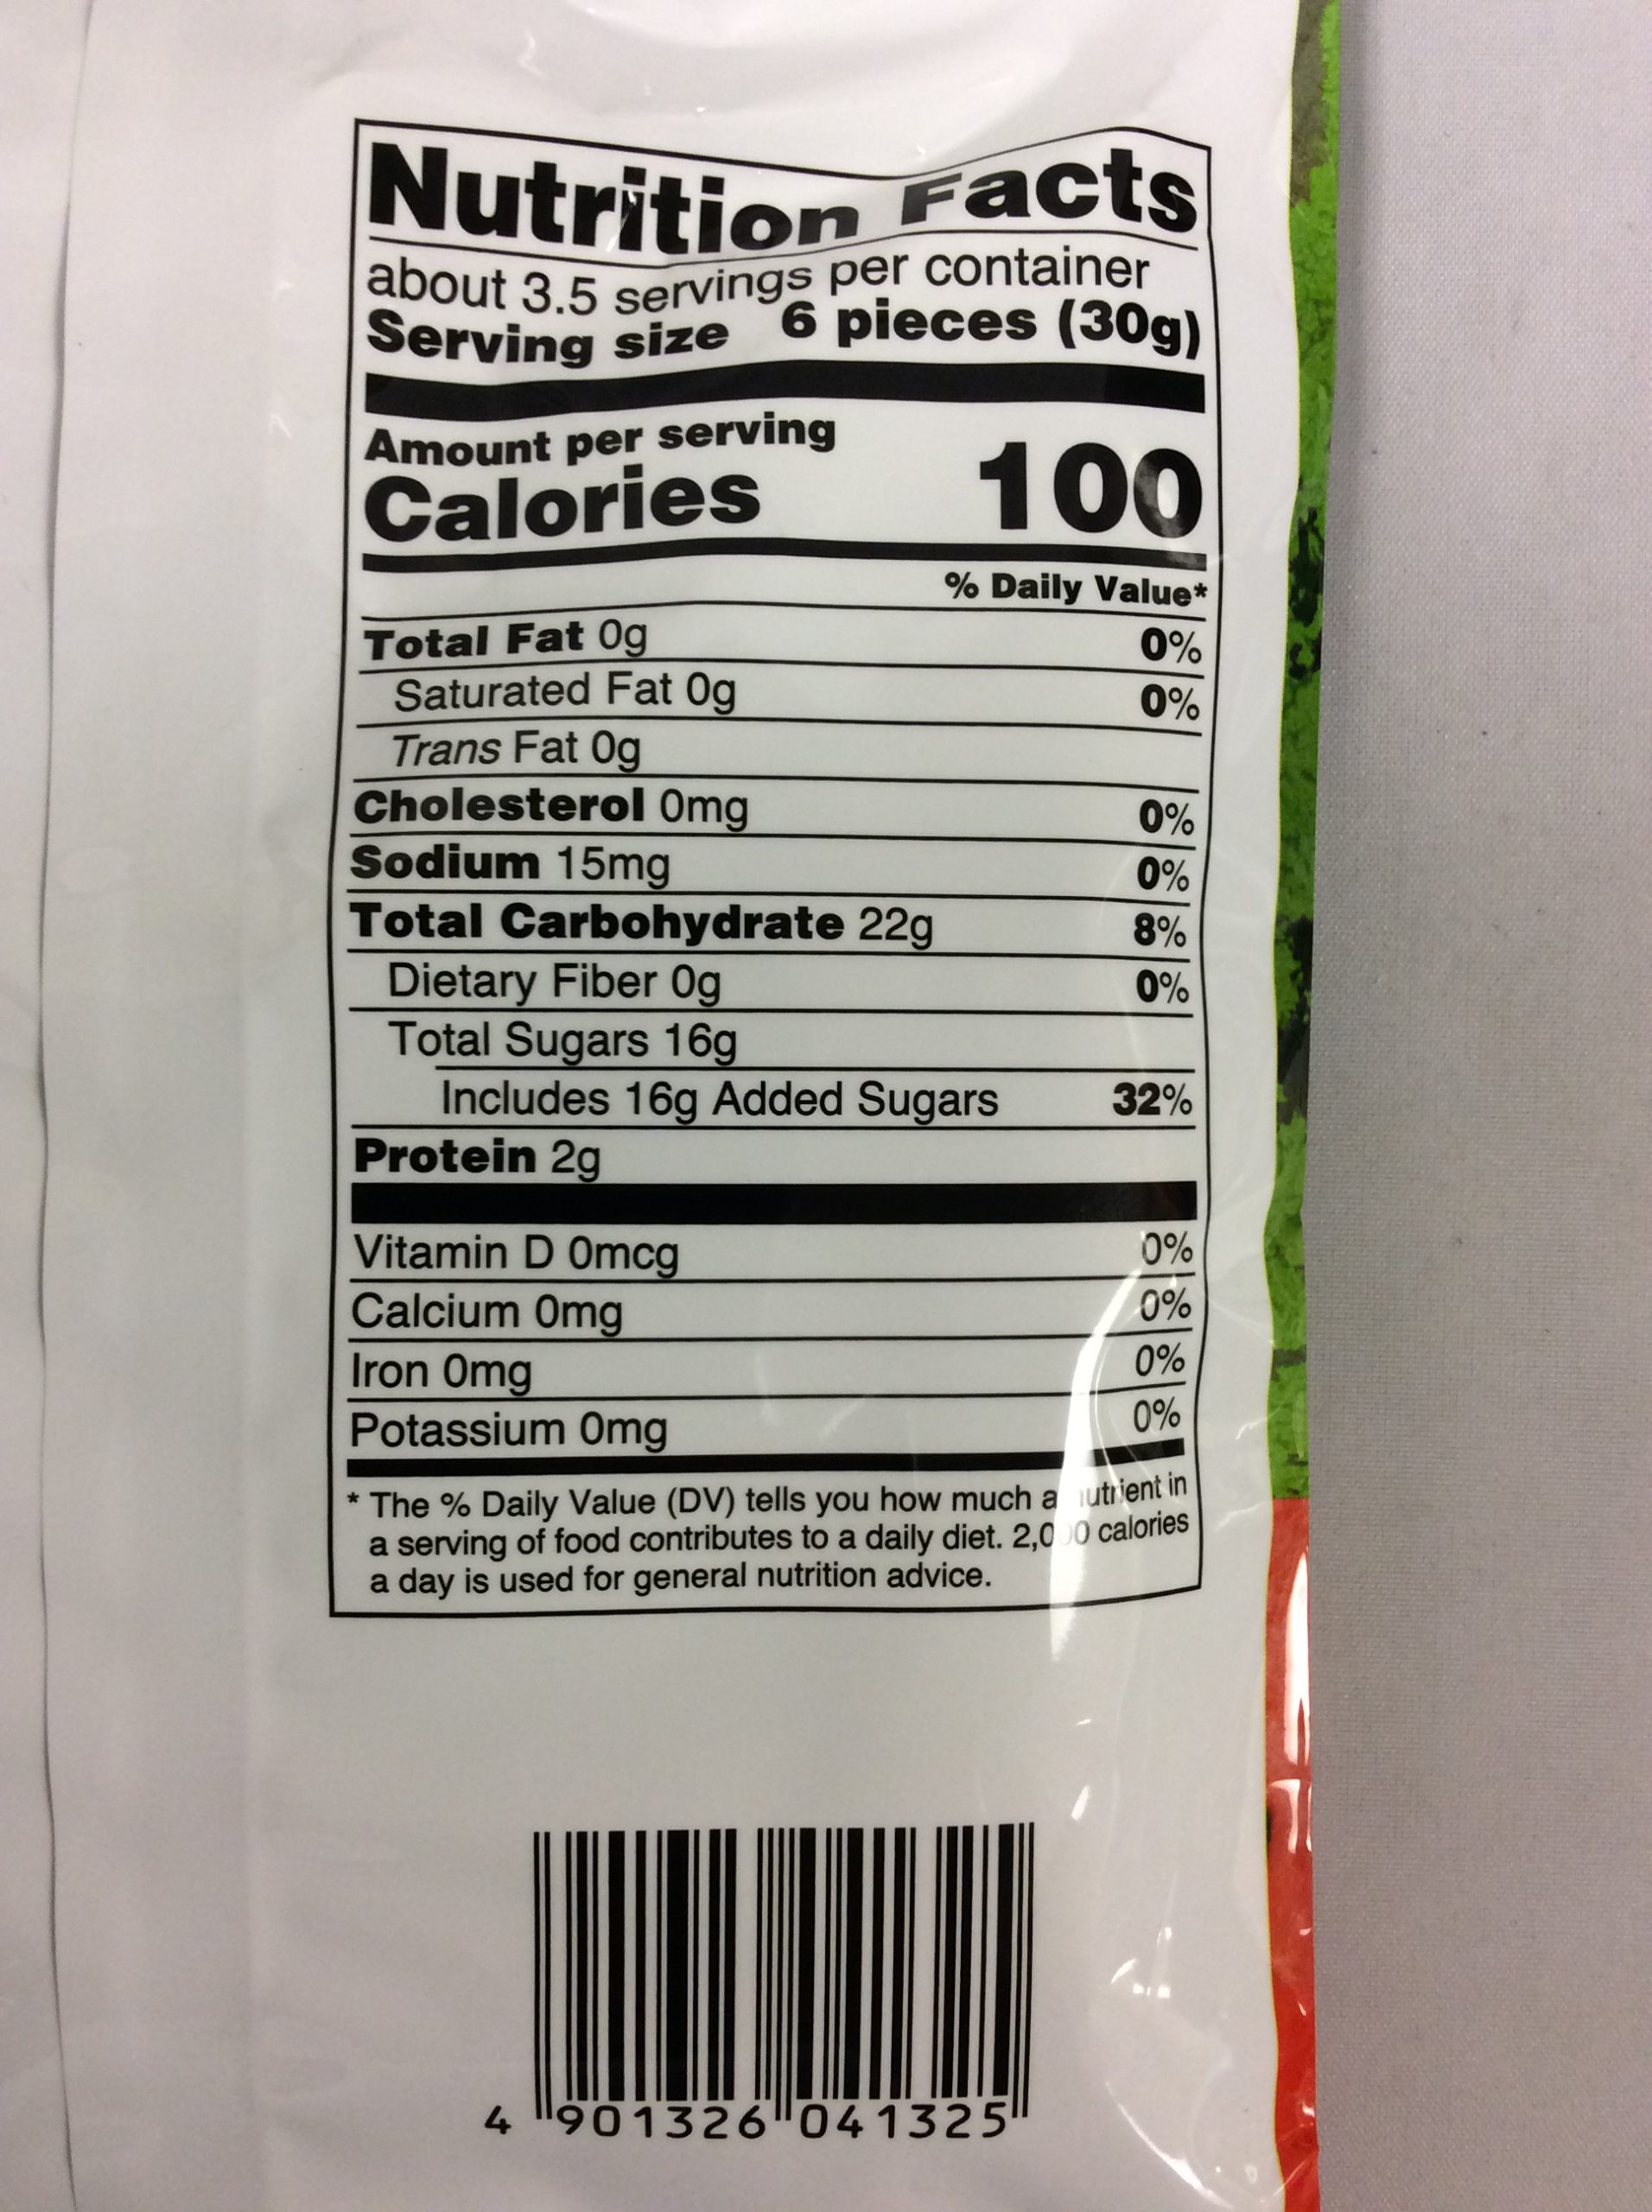 Nutrition Facts
about 3.5 servings per container
Serving size 6 pieces (30g)
Amount per serving
Calories 100
% Daily Value*
Total Fat 0g 0%
Saturated Fat 0g 0%
Trans Fat 0g
Cholesterol 0mg 0%
Sodium 15mg 0%
Total Carbohydrate 22g 8%
Dietary Fiber 0g 0%
Total Sugars 16g
Includes 16g Added Sugars 32%
Protein 2g
Vitamin D 0mcg 0%
Calcium 0mg 0%
Iron 0mg 0%
Potassium 0mg 0%
* The % Daily Value (DV) tells you how much a nutrient in
a serving of food contributes to a daily diet. 2,000 calories
a day is used for general nutrition advice.
4 901326 041325